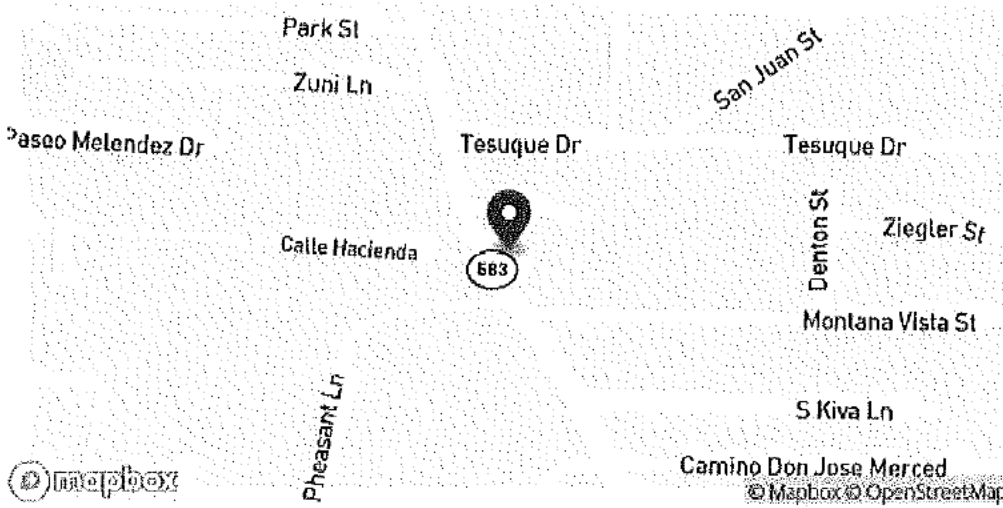 Park St
San Juan St
Zuni Ln
Paseo Melendez Dr
Tesuque Dr
Tesuque Dr
Denton St
Ziegler St
Calle Hacienda
583
Montana Vista St
Pheasant Ln
S Kiva Ln
Camino Don Jose Merced
mapbox
© Mapbox © OpenStreetMap